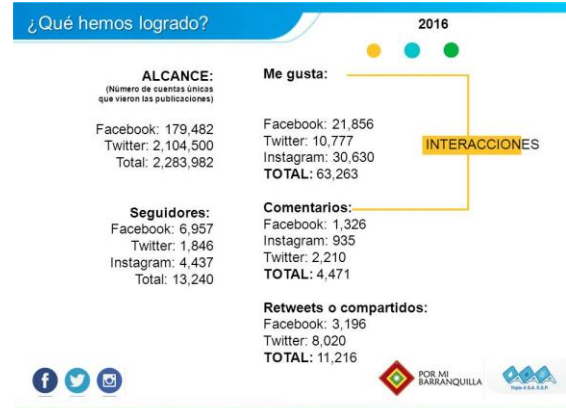 ¿Qué hemos logrado?
2016
ALCANCE:
(Número de cuentas únicas
que vieron las publicaciones)
Facebook: 179,482
Twitter: 2,104,500
Total: 2,283,982
Seguidores:
Facebook: 6,957
Twitter: 1,846
Instagram: 4,437
Total: 13,240
Me gusta:
Facebook: 21,856
Twitter: 10,777
Instagram: 30,630
TOTAL: 63,263
INTERACCIONES
Comentarios:
Facebook: 1,326
Instagram: 935
Twitter: 2,210
TOTAL: 4,471
Retweets o compartidos:
Facebook: 3,196
Twitter: 8,020
TOTAL: 11,216
POR MI
BARRANQUILLA
Triple A S.A. E.S.P.